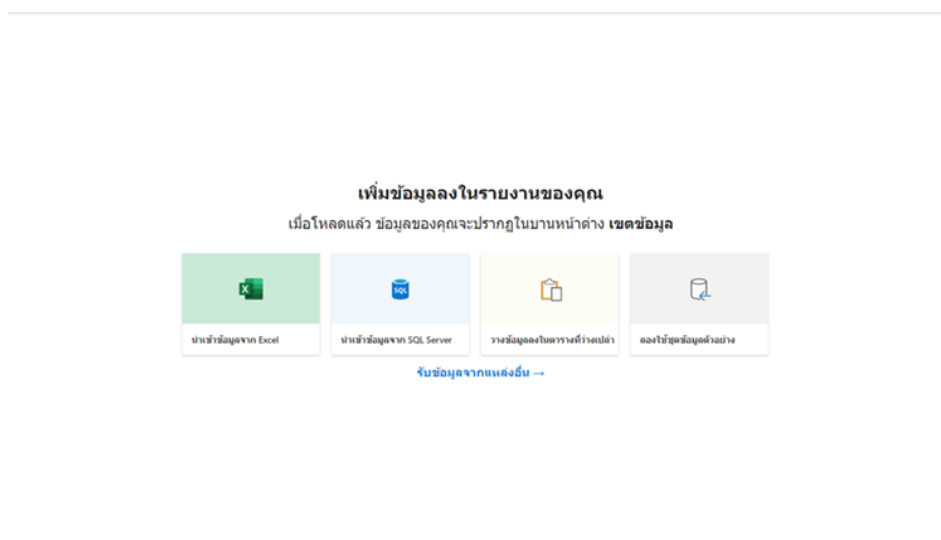 เพิ่มข้อมูลลงในรายงานของคุณ
เมื่อโหลดแล้ว ข้อมูลของคุณจะปรากฏในบานหน้าต่าง เขตข้อมูล
X
SQL
นำเข้าข้อมูลจาก Excel
นำเข้าข้อมูลจาก SQL Server
วางข้อมูลลงในตารางที่ว่างเปล่า
ลองใช้ชุดข้อมูลตัวอย่าง
รับข้อมูลจากแหล่งอื่น →